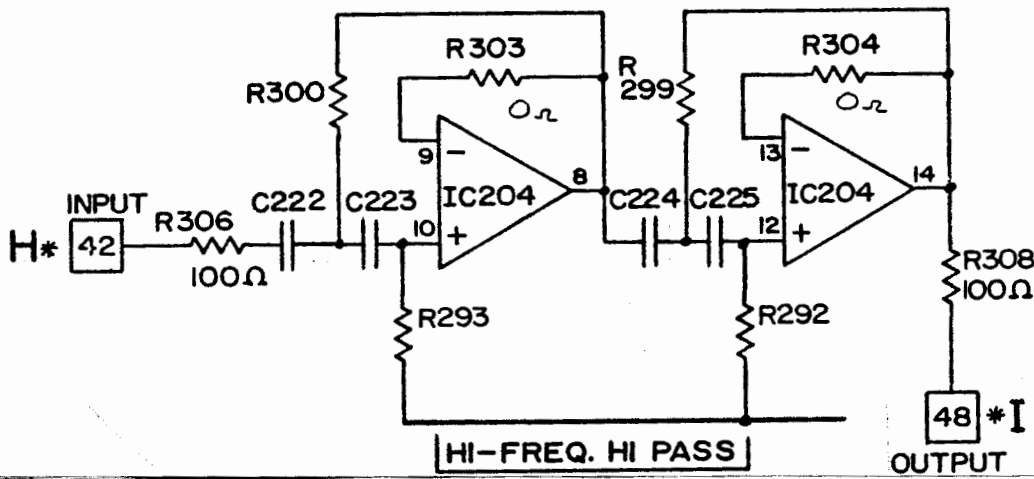 R303
R304
R
299
R300
0Ω
0Ω
9
-
13
-
8
14
INPUT
R306
C222
C223
IC204
C224
C225
IC204
H*
42
10
+
12
+
100Ω
R308
100Ω
R293
R292
48
*I
HI-FREQ. HI PASS
OUTPUT